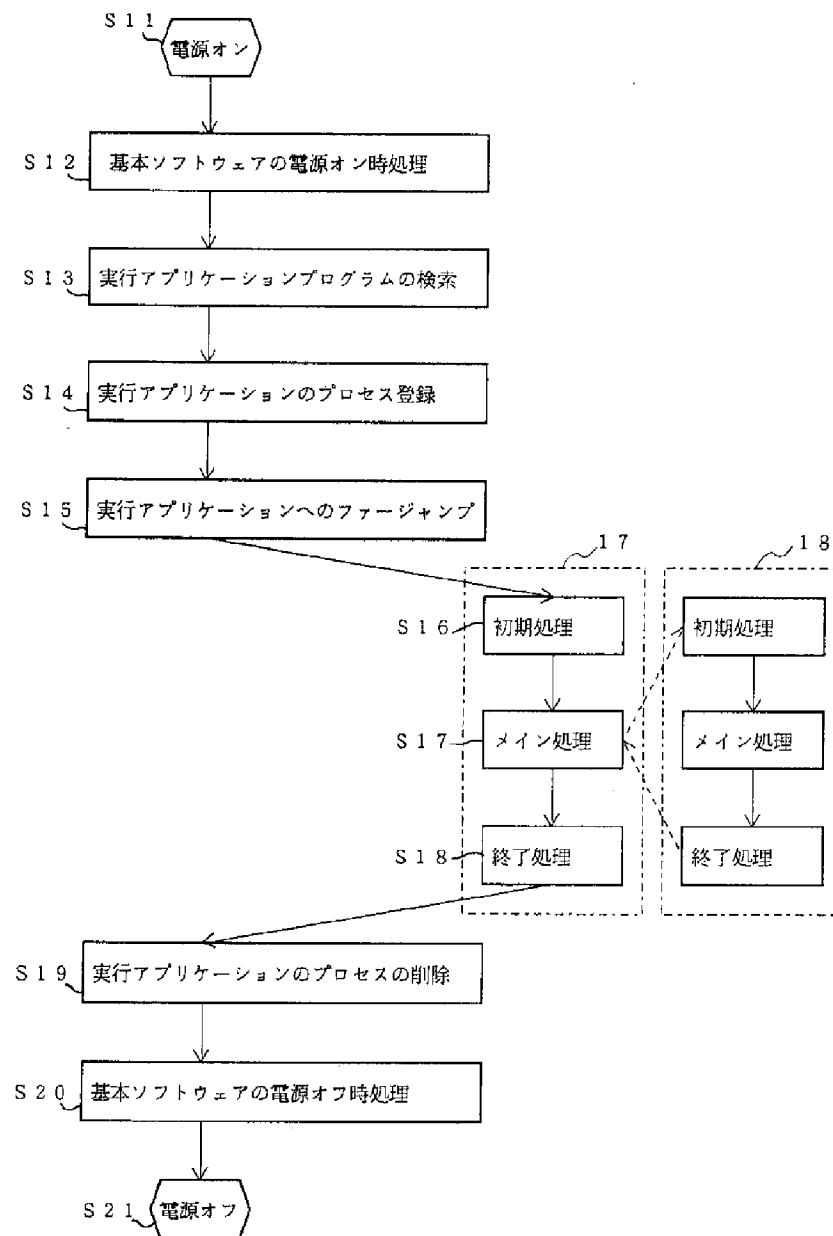 Ｓ１１
電源オン
Ｓ１２
基本ソフトウェアの電源オン時処理
Ｓ１３
実行アプリケーションプログラムの検索
Ｓ１４
実行アプリケーションのプロセス登録
Ｓ１５
実行アプリケーションへのファージャンプ
１７
１８
Ｓ１６
初期処理
初期処理
Ｓ１７
メイン処理
メイン処理
Ｓ１８
終了処理
終了処理
Ｓ１９
実行アプリケーションのプロセスの削除
Ｓ２０
基本ソフトウェアの電源オフ時処理
Ｓ２１
電源オフ